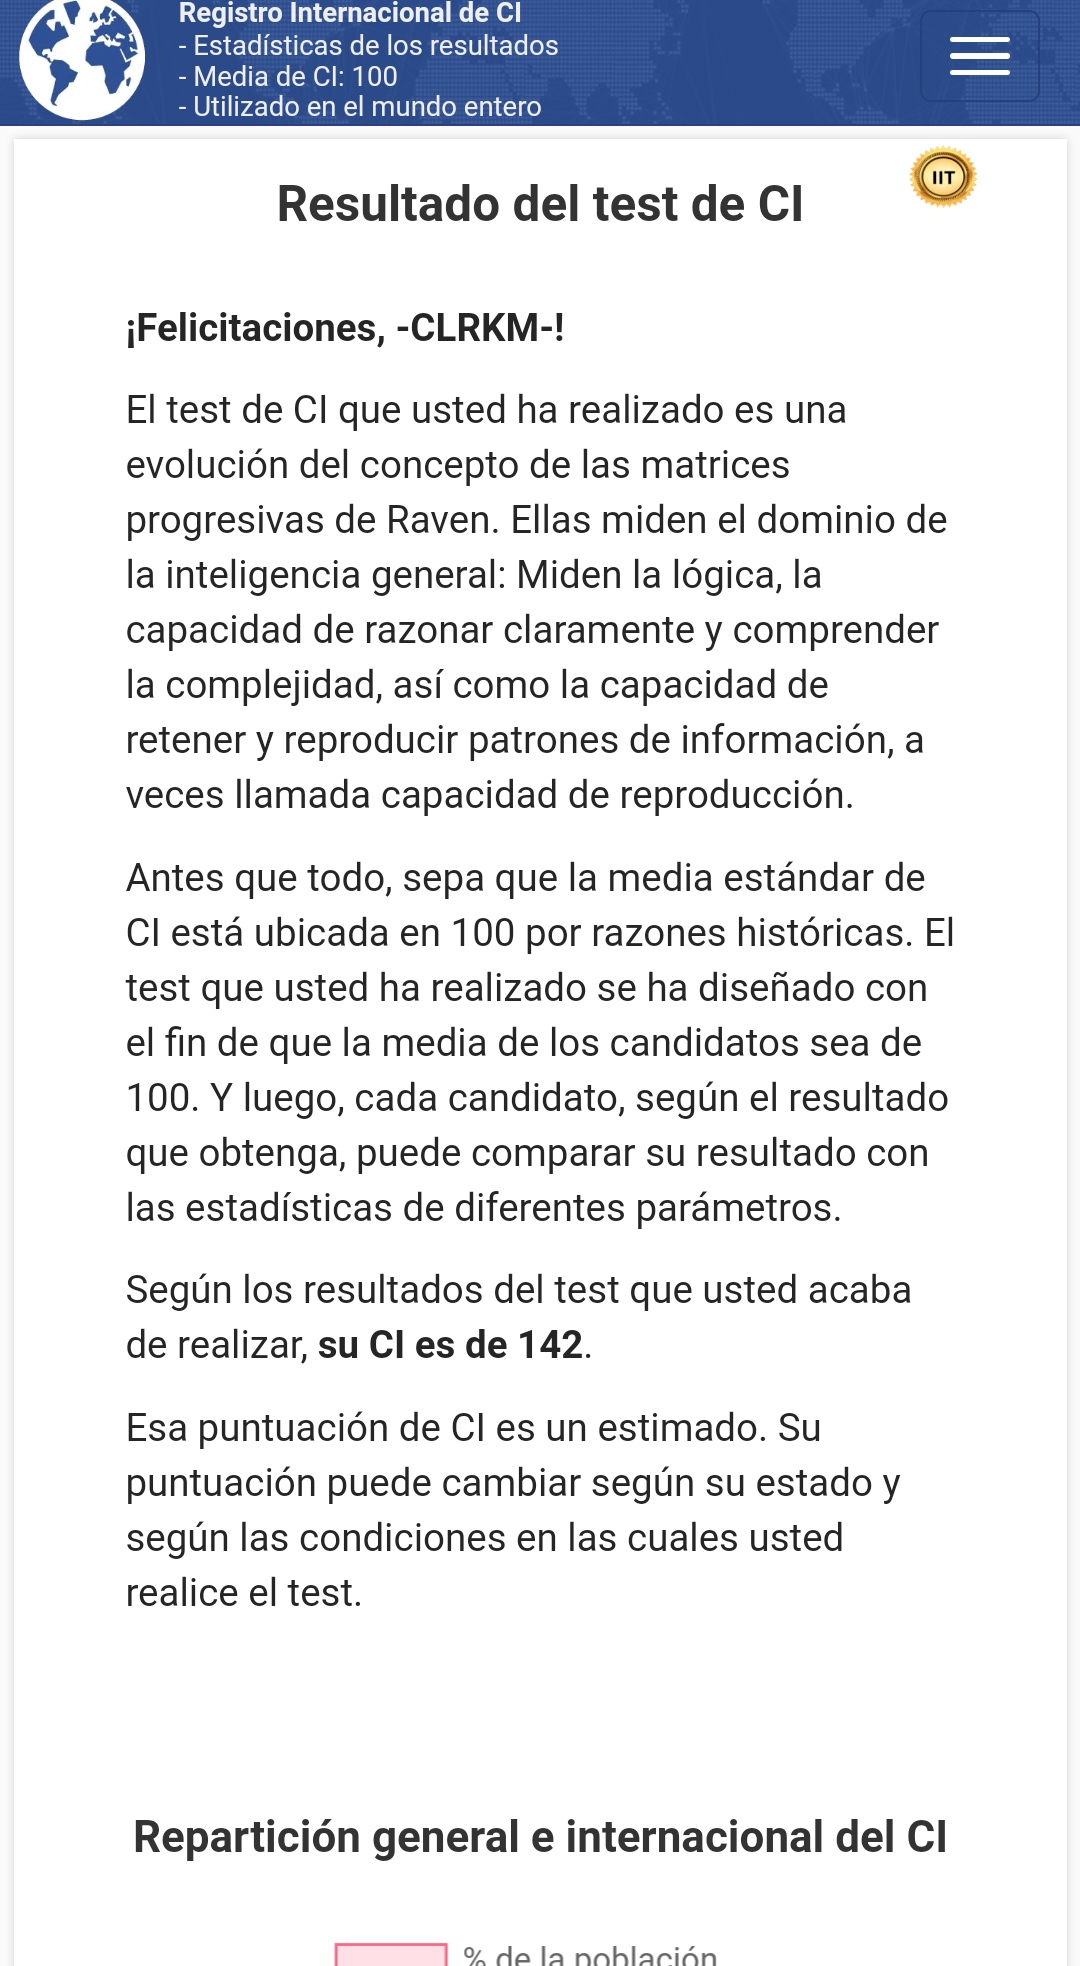 Registro Internacional de CI
- Estadísticas de los resultados
- Media de CI: 100
- Utilizado en el mundo entero
IIT
Resultado del test de CI
¡Felicitaciones, -CLRKM-!
El test de CI que usted ha realizado es una
evolución del concepto de las matrices
progresivas de Raven. Ellas miden el dominio de
la inteligencia general: Miden la lógica, la
capacidad de razonar claramente y comprender
la complejidad, así como la capacidad de
retener y reproducir patrones de información, a
veces llamada capacidad de reproducción.
Antes que todo, sepa que la media estándar de
CI está ubicada en 100 por razones históricas. El
test que usted ha realizado se ha diseñado con
el fin de que la media de los candidatos sea de
100. Y luego, cada candidato, según el resultado
que obtenga, puede comparar su resultado con
las estadísticas de diferentes parámetros.
Según los resultados del test que usted acaba
de realizar, su CI es de 142.
Esa puntuación de CI es un estimado. Su
puntuación puede cambiar según su estado y
según las condiciones en las cuales usted
realice el test.
Repartición general e internacional del CI
% de la población